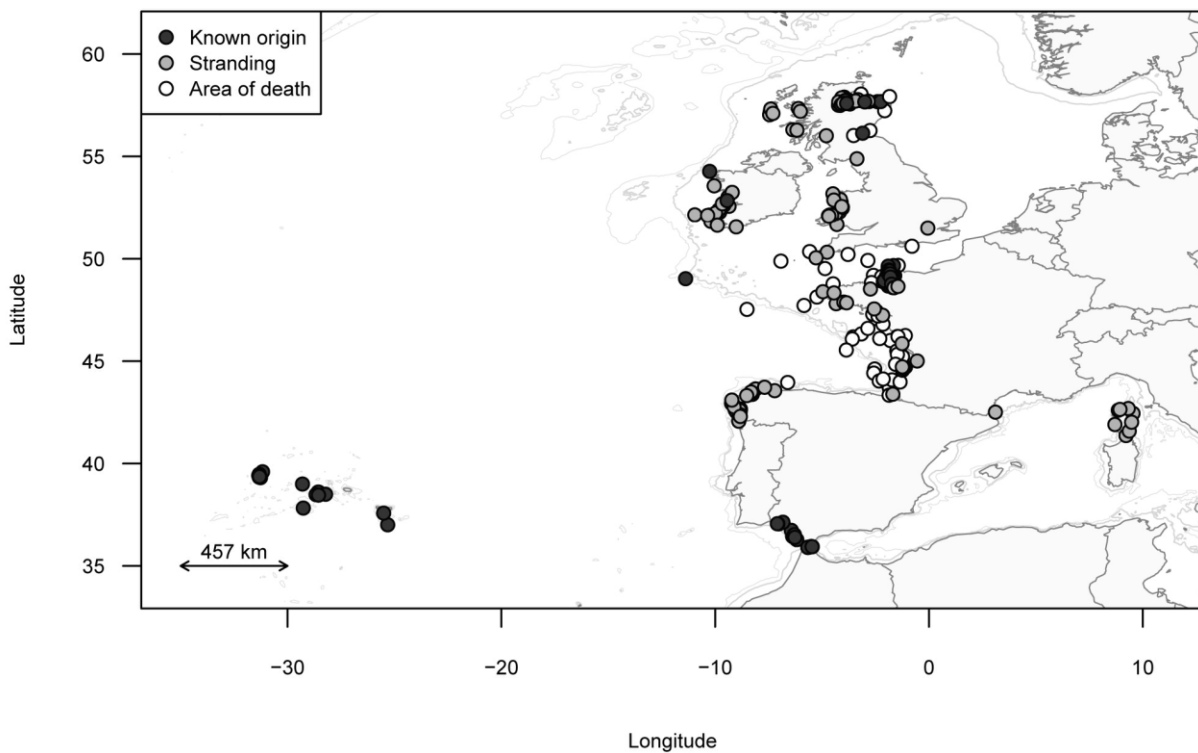 Known origin
Stranding
Area of death
60
55
50
45
40
35
457 km
−30
−20
−10
0
10
Latitude
Longitude